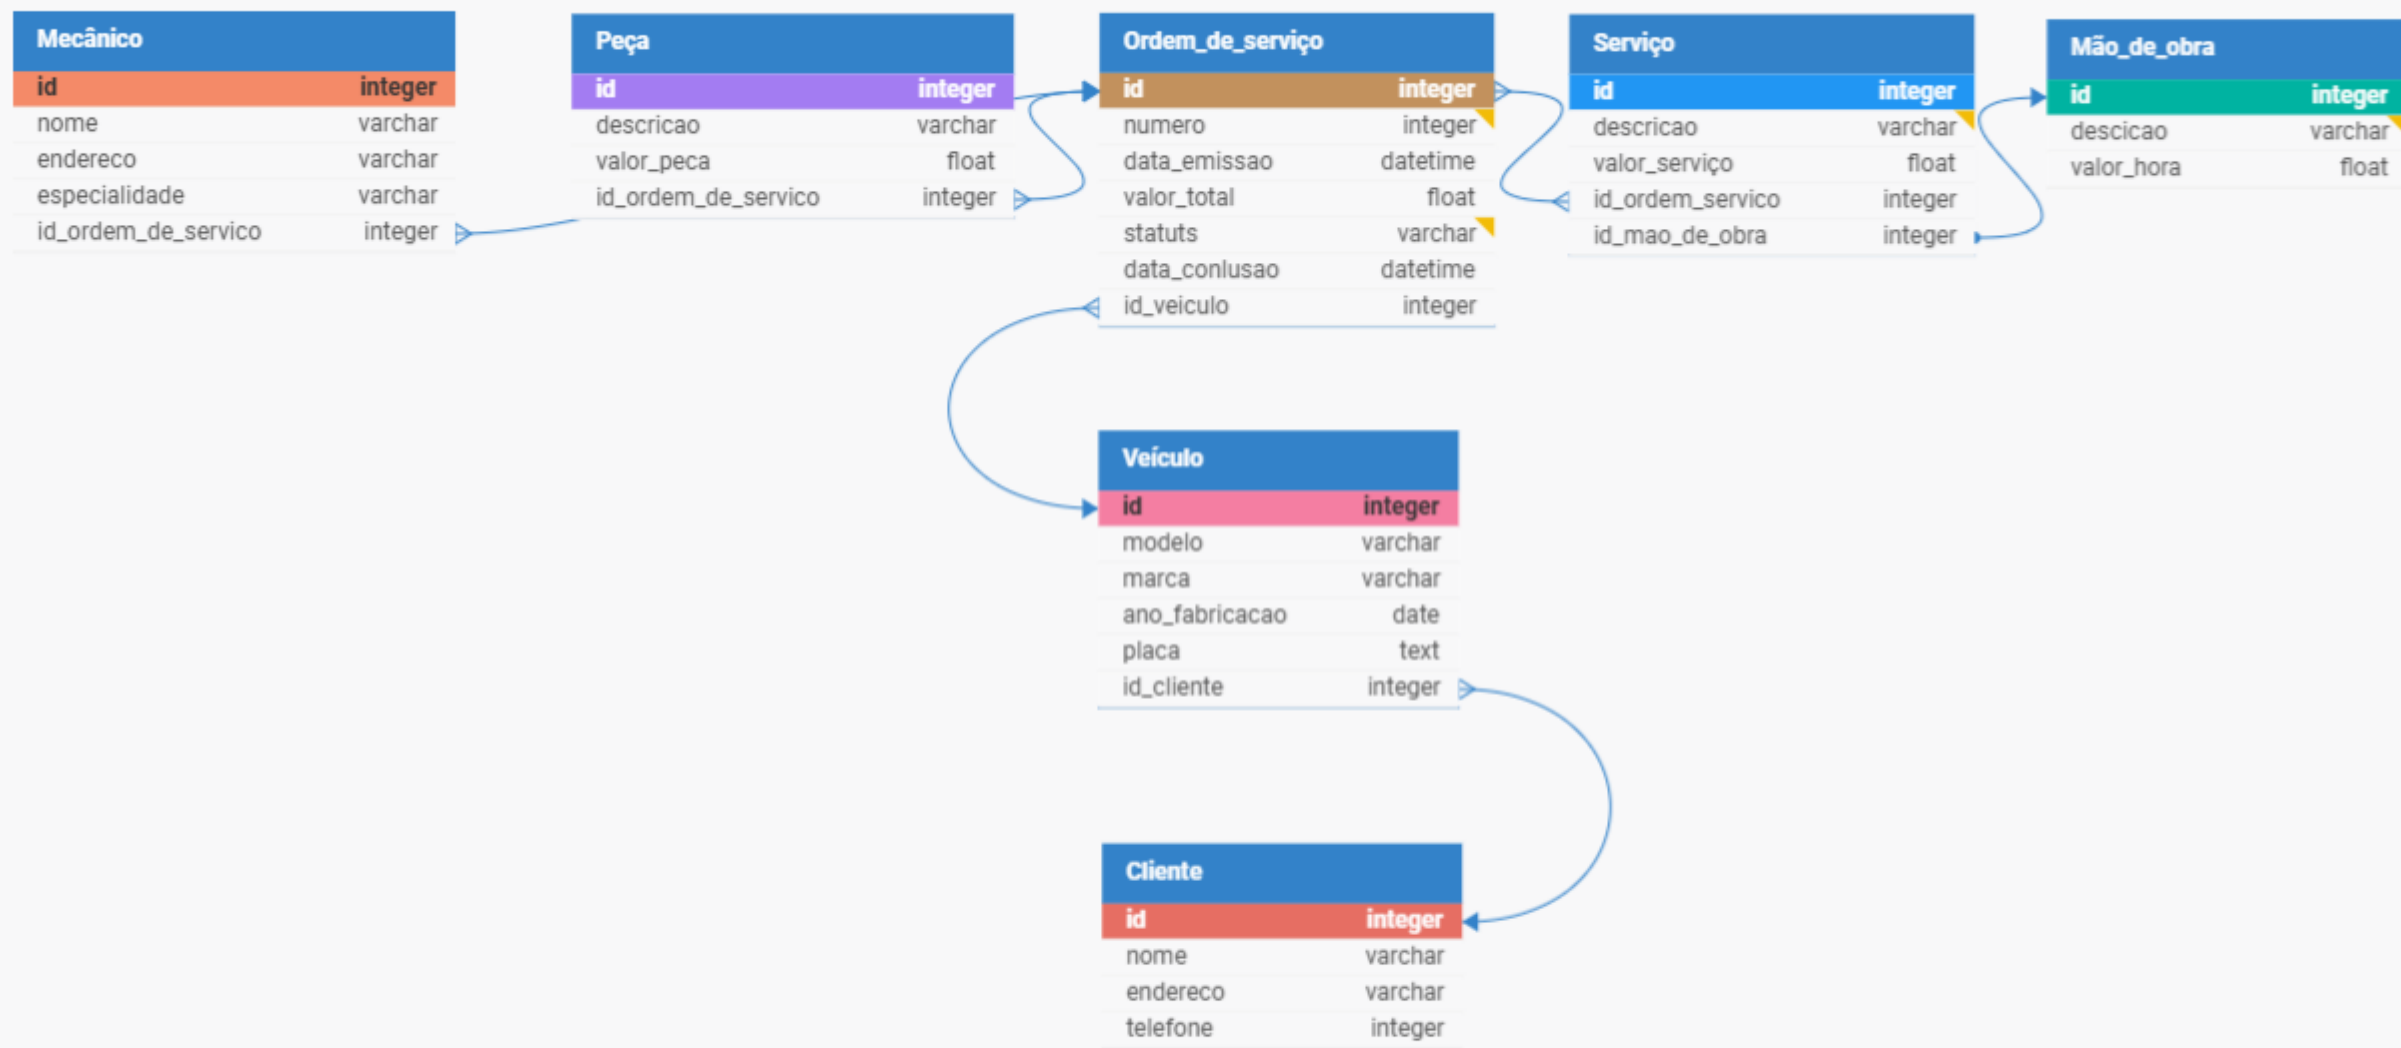 Mecânico
id integer
nome varchar
endereco varchar
especialidade varchar
id_ordem_de_servico integer
Peça
id integer
descricao varchar
valor_peca float
id_ordem_de_servico integer
Ordem_de_serviço
id integer
numero integer
data_emissao datetime
valor_total float
statuts varchar
data_conlusao datetime
id_veiculo integer
Serviço
id integer
descricao varchar
valor_serviço float
id_ordem_servico integer
id_mao_de_obra integer
Mão_de_obra
id integer
descicao varchar
valor_hora float
Veículo
id integer
modelo varchar
marca varchar
ano_fabricacao date
placa text
id_cliente integer
Cliente
id integer
nome varchar
endereco varchar
telefone integer